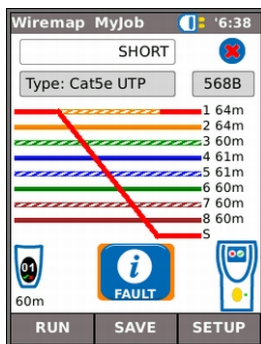 Wiremap MyJob '6:38
SHORT
Type: Cat5e UTP 568B
1 64m
2 64m
3 60m
4 61m
5 61m
6 60m
7 60m
8 60m
S
01
i
FAULT
60m
RUN SAVE SETUP